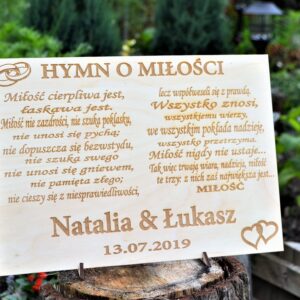 HYMN O MIŁOŚCI
Miłość cierpliwa jest,
łaskawa jest.
Miłość nie zazdrości, nie szuka poklasku,
nie unosi się pychą;
nie dopuszcza się bezwstydu,
nie szuka swego
nie unosi się gniewem,
nie pamięta złego;
nie cieszy się z niesprawiedliwości,
lecz współweseli się z prawdą.
Wszystko znosi,
wszystkiemu wierzy,
we wszystkim pokłada nadzieję,
wszystko przetrzyma.
Miłość nigdy nie ustaje...
Tak więc trwają wiara, nadzieja, miłość
te trzy: z nich zaś największa jest...
MIŁOŚĆ
Natalia & Łukasz
13.07.2019